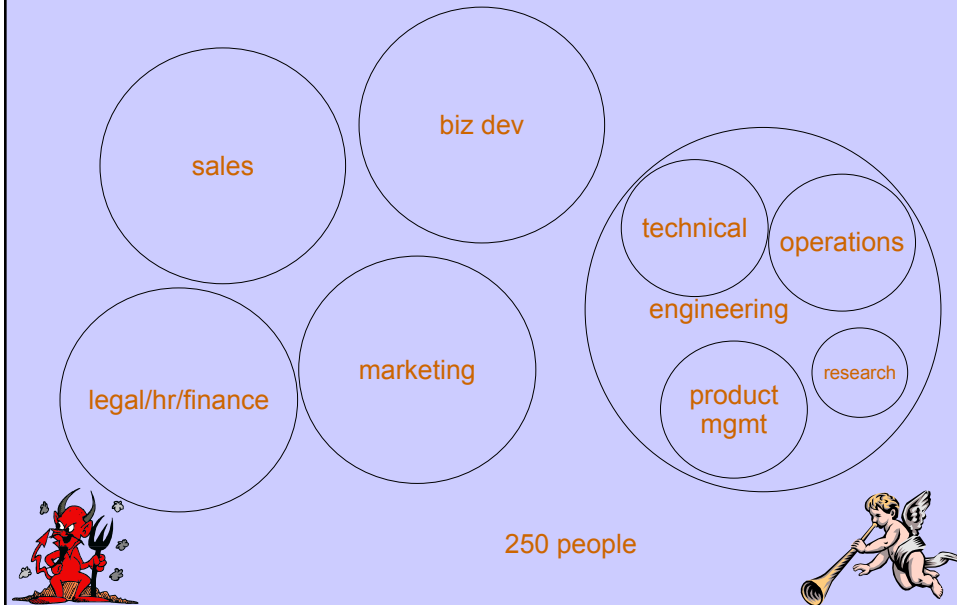 biz dev
sales
technical
operations
engineering
marketing
research
legal/hr/finance
product
mgmt
250 people